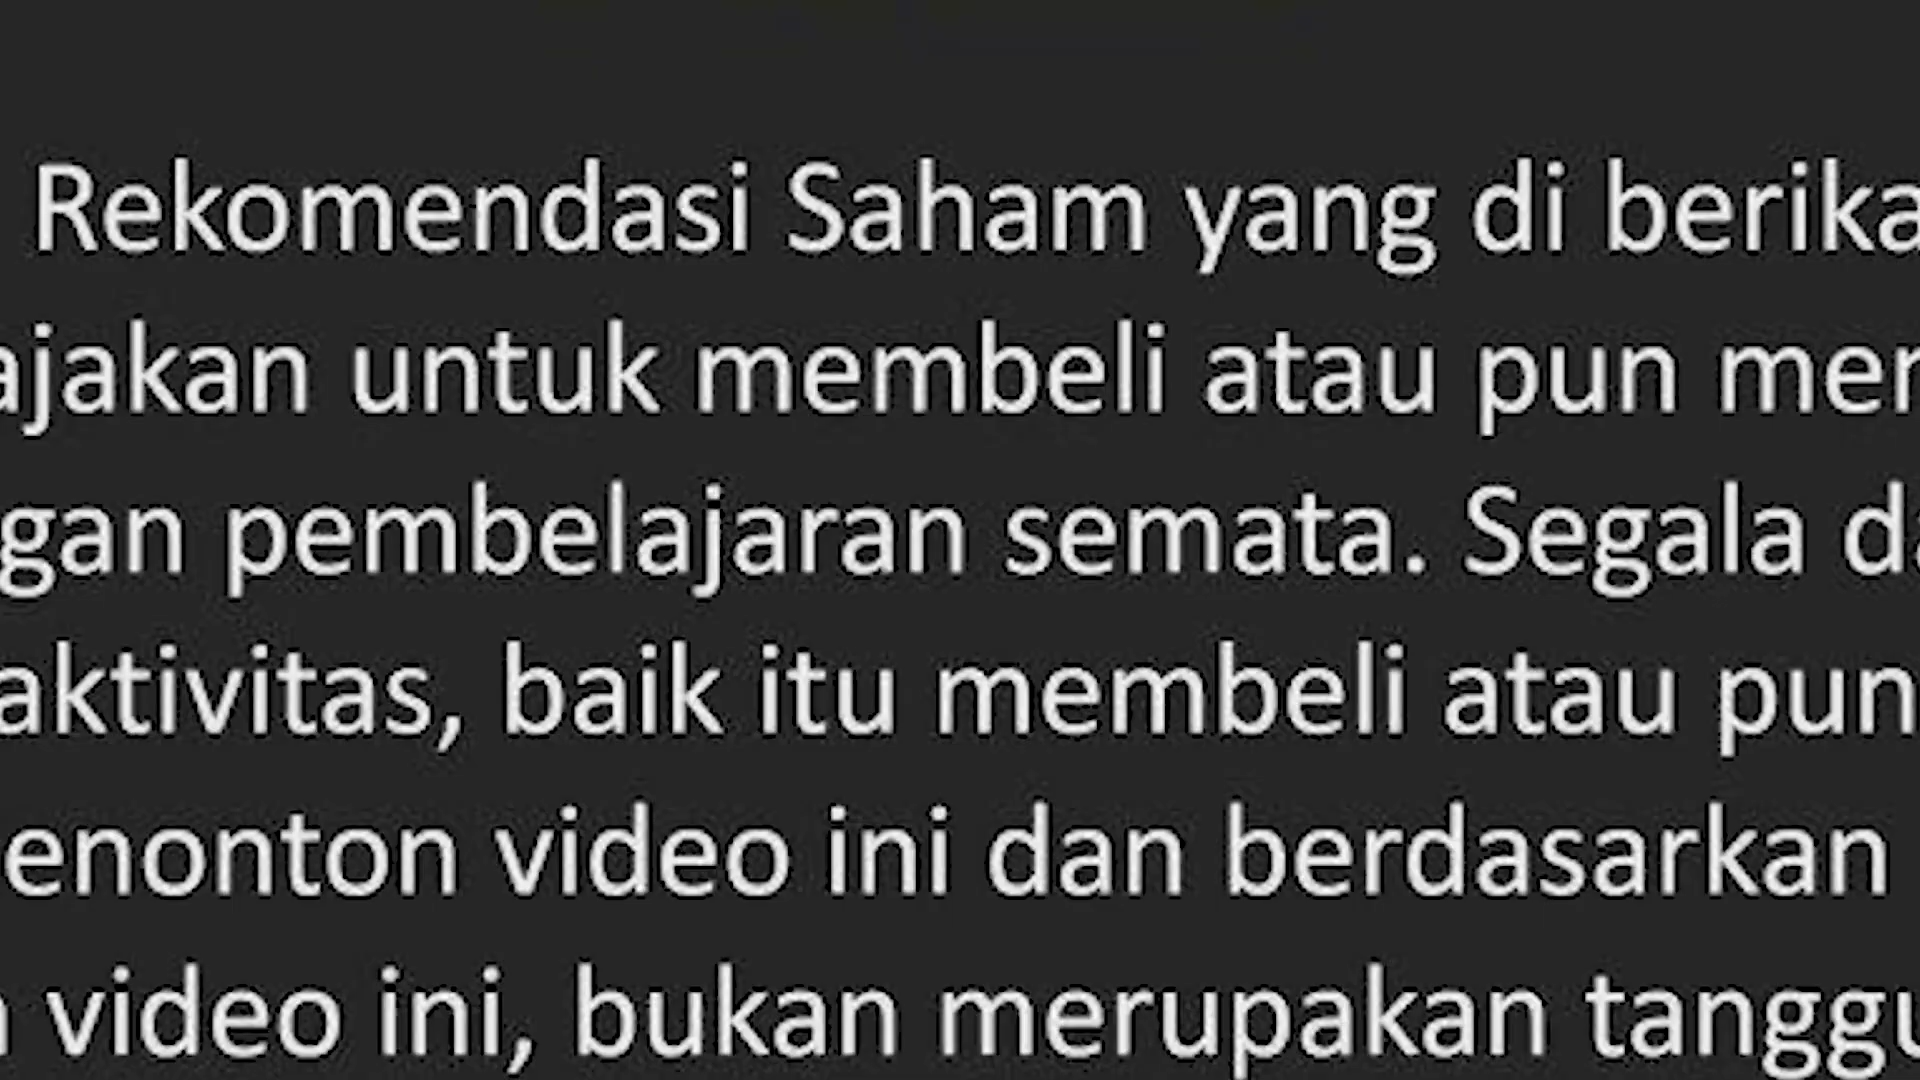 Rekomendasi Saham yang di berika
ajakan untuk membeli atau pun mer
gan pembelajaran semata. Segala da
aktivitas, baik itu membeli atau pun
enonton video ini dan berdasarkan
video ini, bukan merupakan tanggu